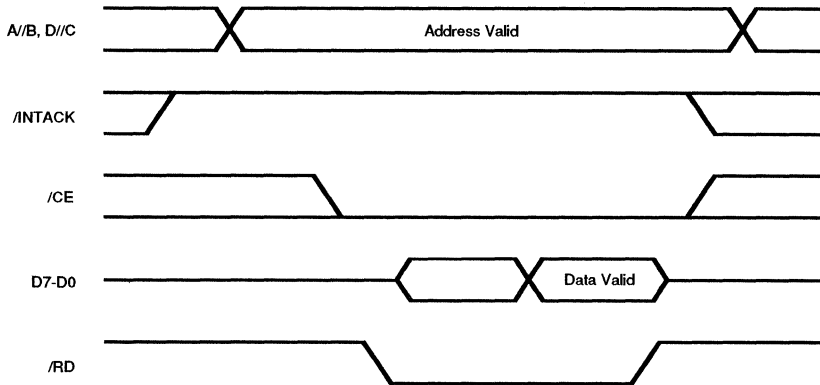 A//B, D//C
Address Valid
/INTACK
/CE
D7-D0
Data Valid
/RD